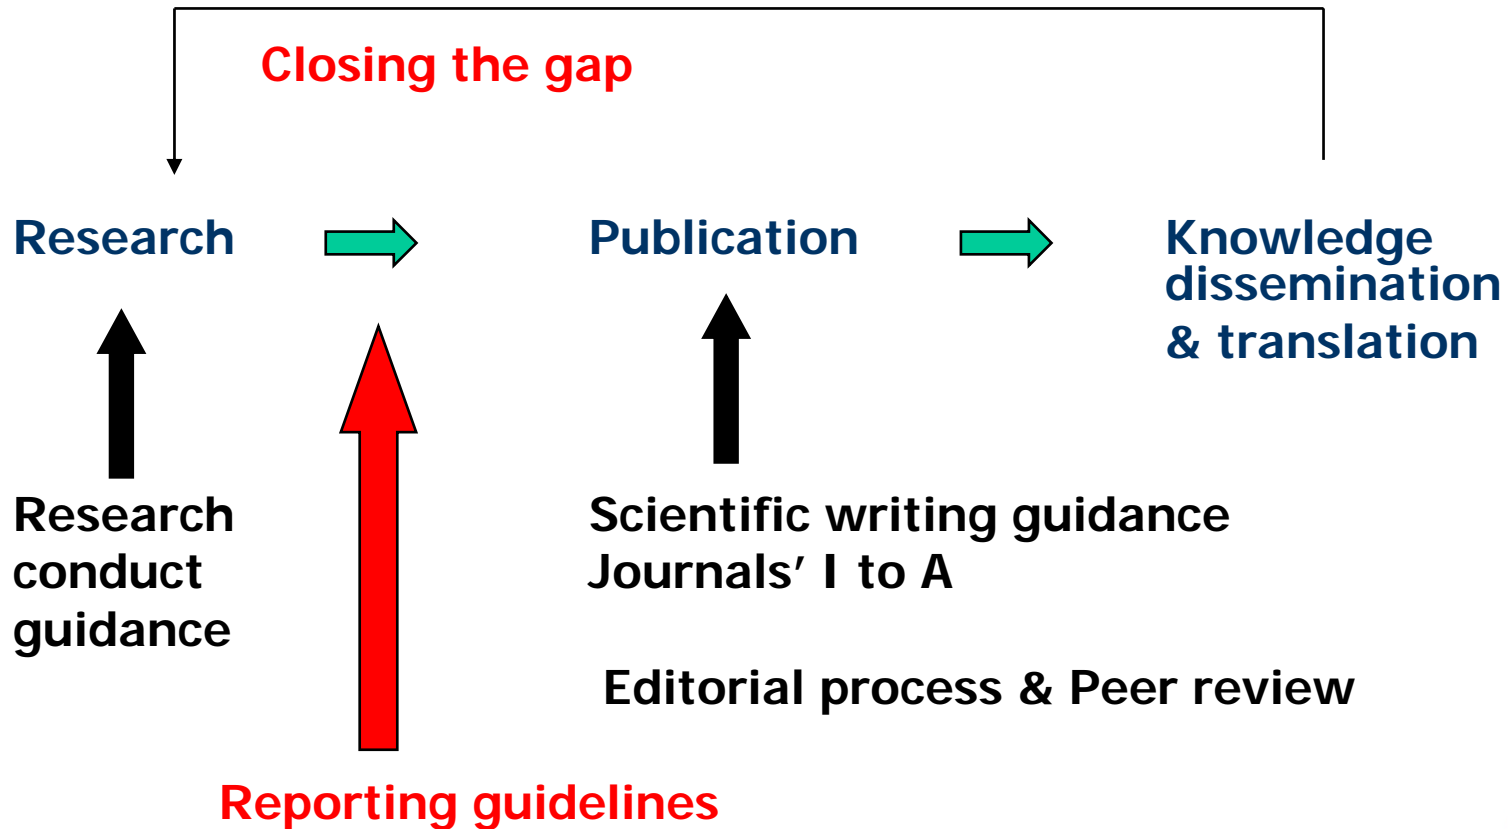 Closing the gap
Research
Publication
Knowledge
dissemination
& translation
Research
conduct
guidance
Scientific writing guidance
Journals’ I to A
Editorial process & Peer review
Reporting guidelines